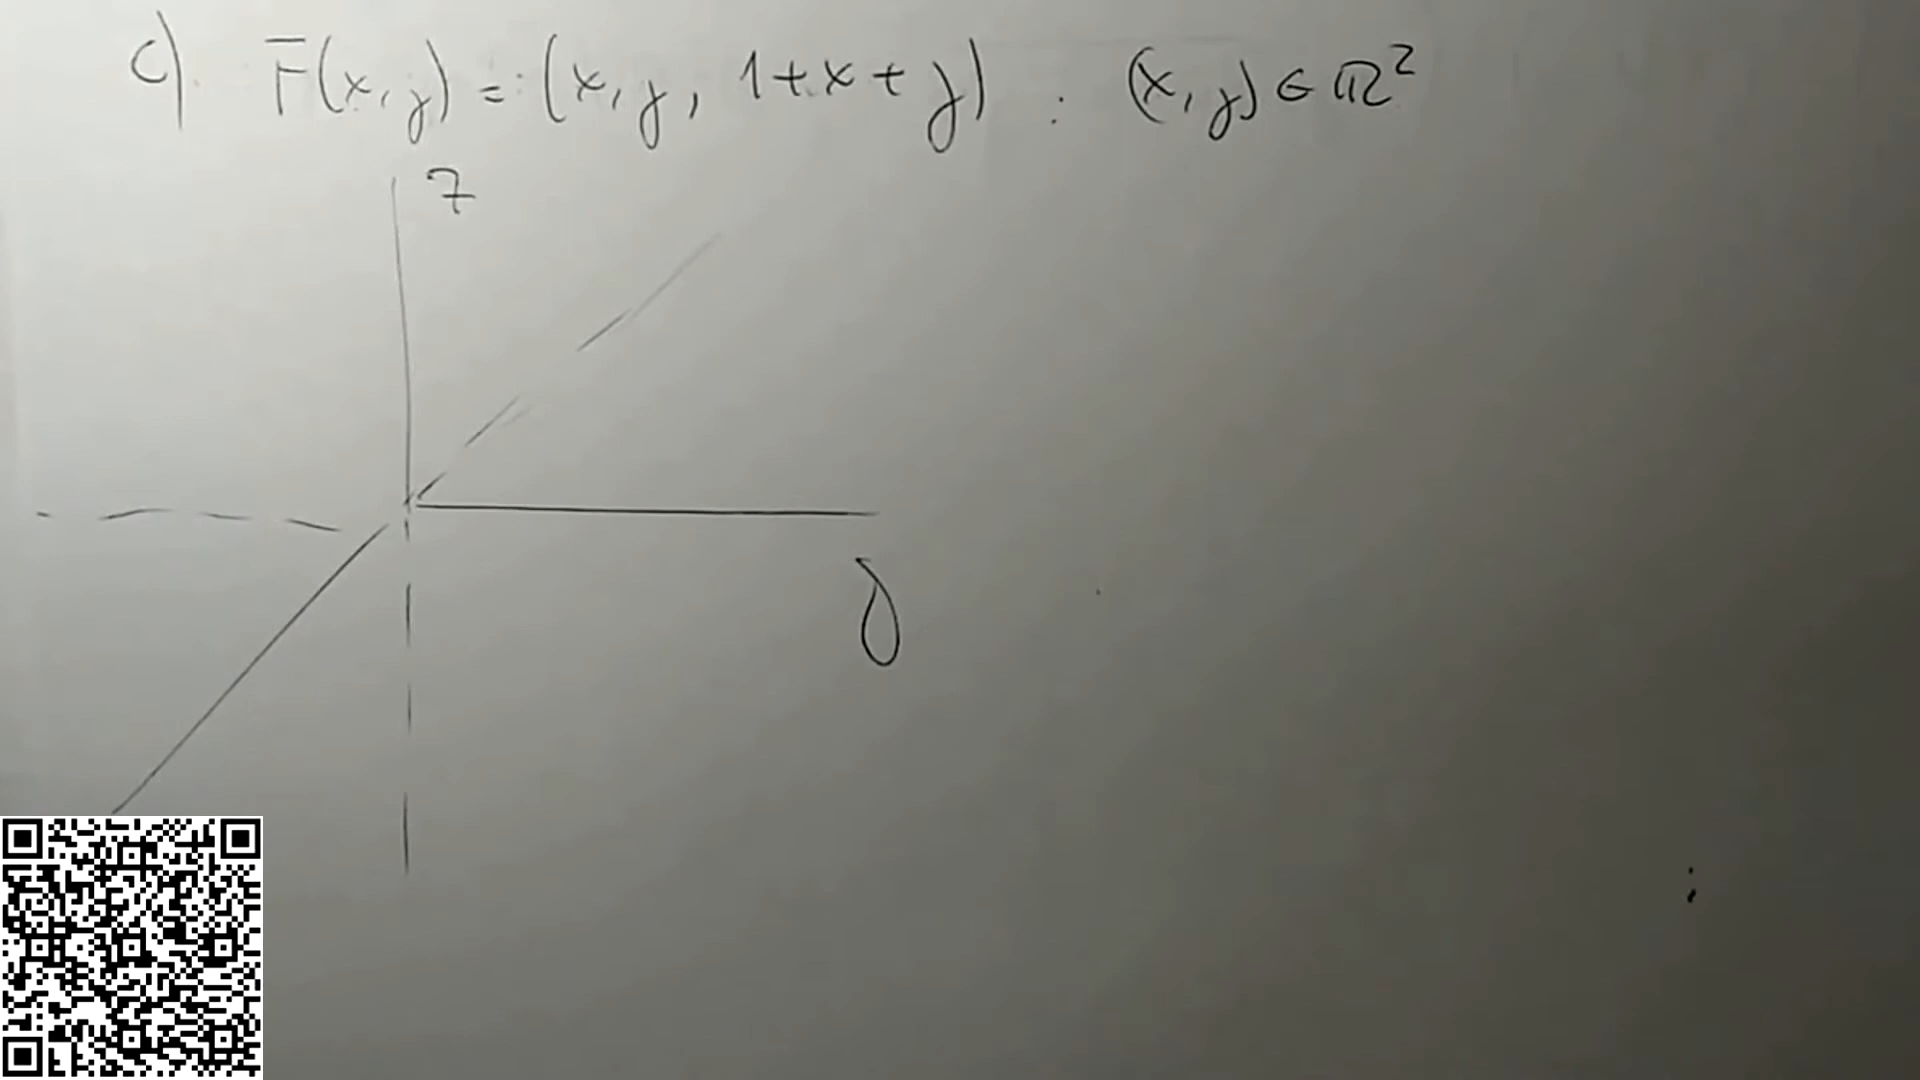 c) F(x,y) = (x, y, 1+x+y) : (x,y) ∈ ℝ²
z
y